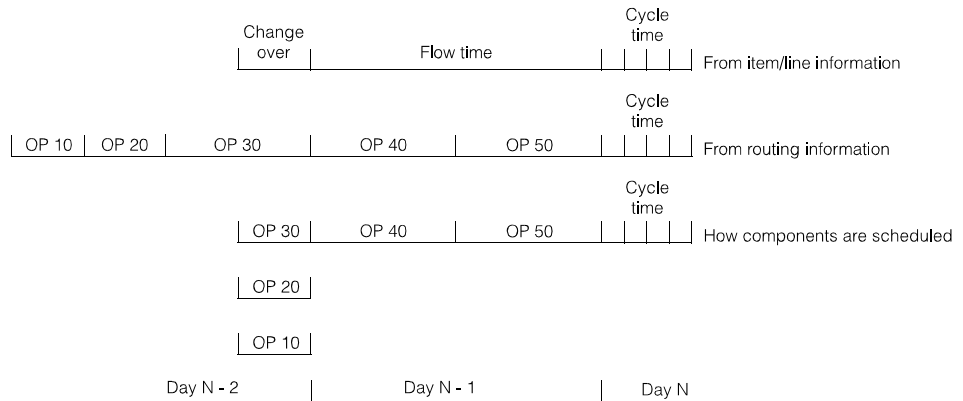 Change
over
Flow time
Cycle
time
From item/line information
OP 10 OP 20 OP 30 OP 40 OP 50
Cycle
time
From routing information
OP 30 OP 40 OP 50
Cycle
time
How components are scheduled
OP 20
OP 10
Day N - 2 Day N - 1 Day N